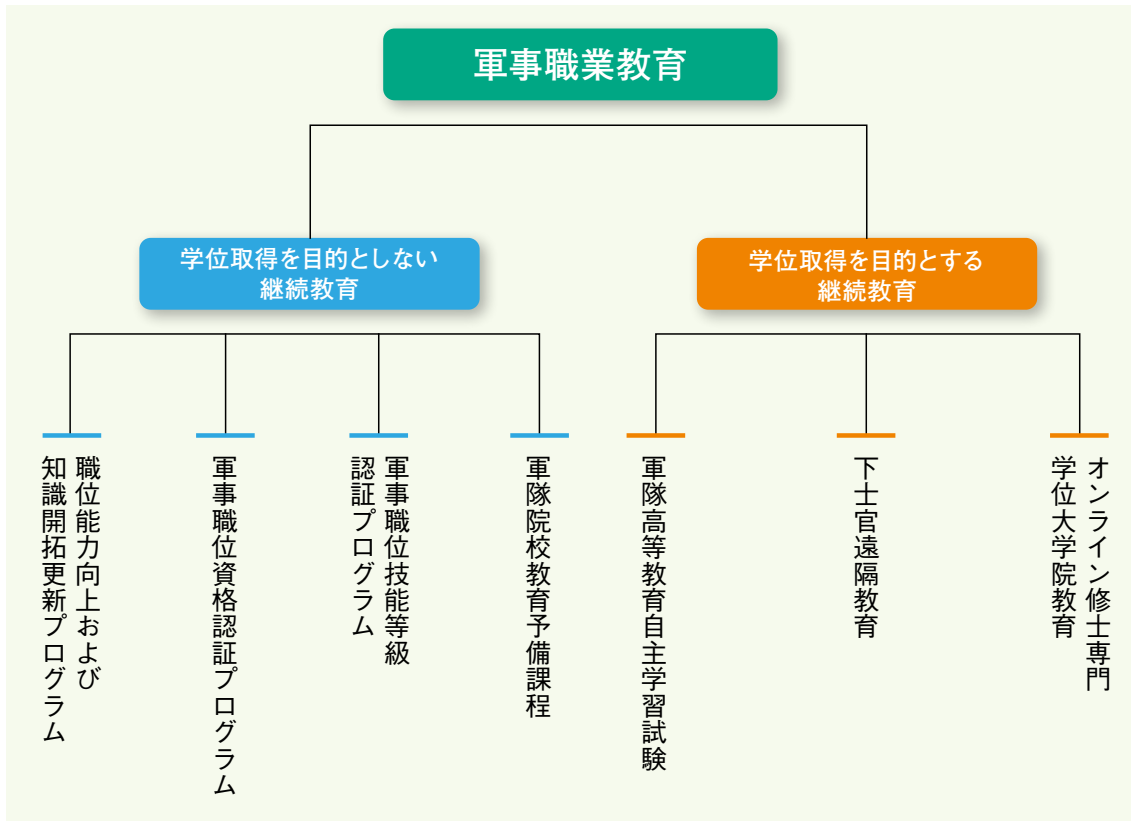 軍事職業教育
学位取得を目的としない
継続教育
学位取得を目的とする
継続教育
職位能力向上および
知識開拓更新プログラム
軍事職位資格認証プログラム
軍事職位技能等級
認証プログラム
軍隊院校教育予備課程
軍隊高等教育自主学習試験
下士官遠隔教育
オンライン修士専門
学位大学院教育